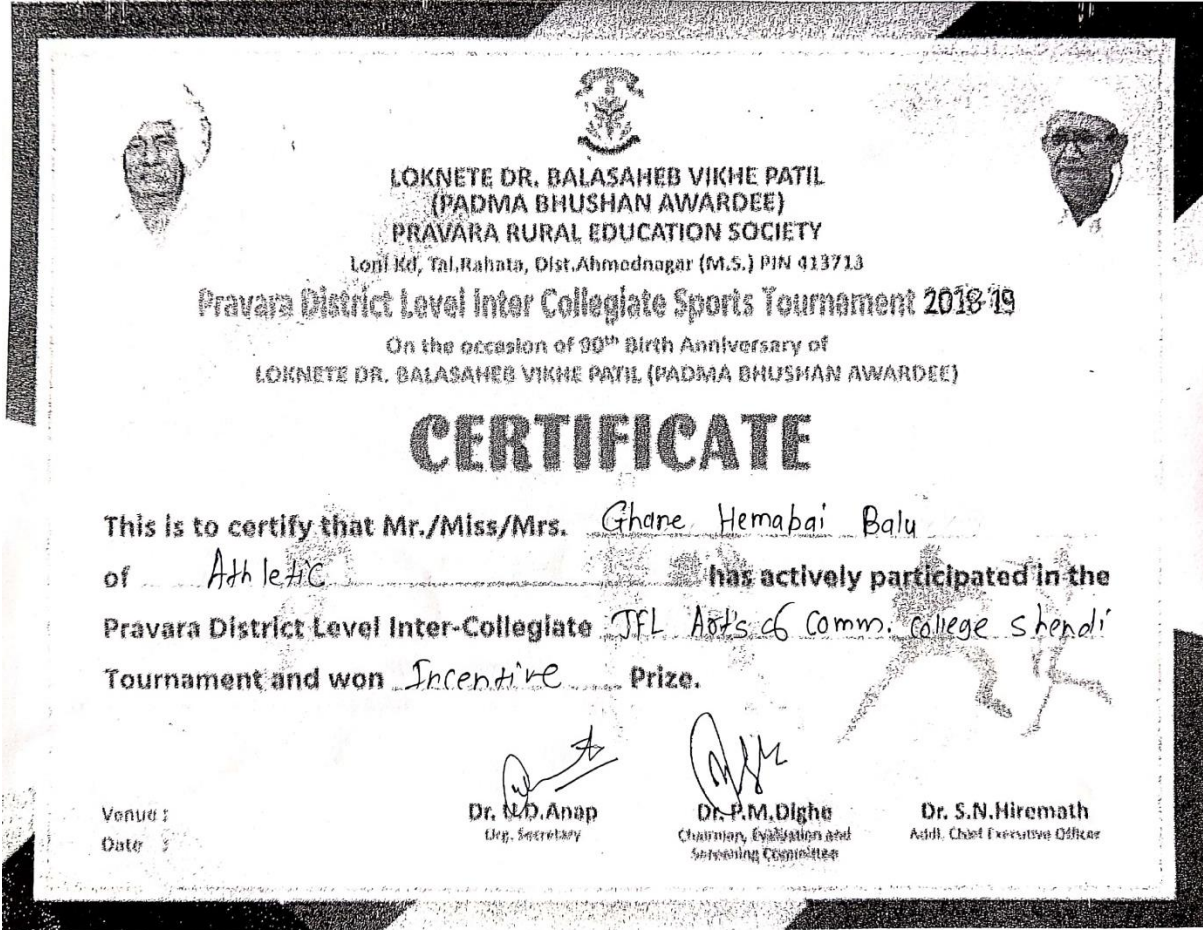 LOKNETE DR. BALASAHEB VIKHE PATIL
(PADMA BHUSHAN AWARDEE)
PRAVARA RURAL EDUCATION SOCIETY
Loni Kd, Tal.Rahata, Dist.Ahmednagar (M.S.) PIN 413713
Pravara District Level Inter Collegiate Sports Tournament 2018-19
On the occasion of 90th Birth Anniversary of
LOKNETE DR. BALASAHEB VIKHE PATIL (PADMA BHUSHAN AWARDEE)
CERTIFICATE
This is to certify that Mr./Miss/Mrs. Ghane Hemabai Balu
of Athletic has actively participated in the
Pravara District Level Inter-Collegiate Art's & Comm. college shendi
Tournament and won Incentive Prize.
Dr. N.D.Anap Dr. P.M.Dighe Dr. S.N.Hiremath
Org. Secretary Chairman, Evaluation and Addl. Chief Executive Officer
Screening Committee
Venue :
Date :